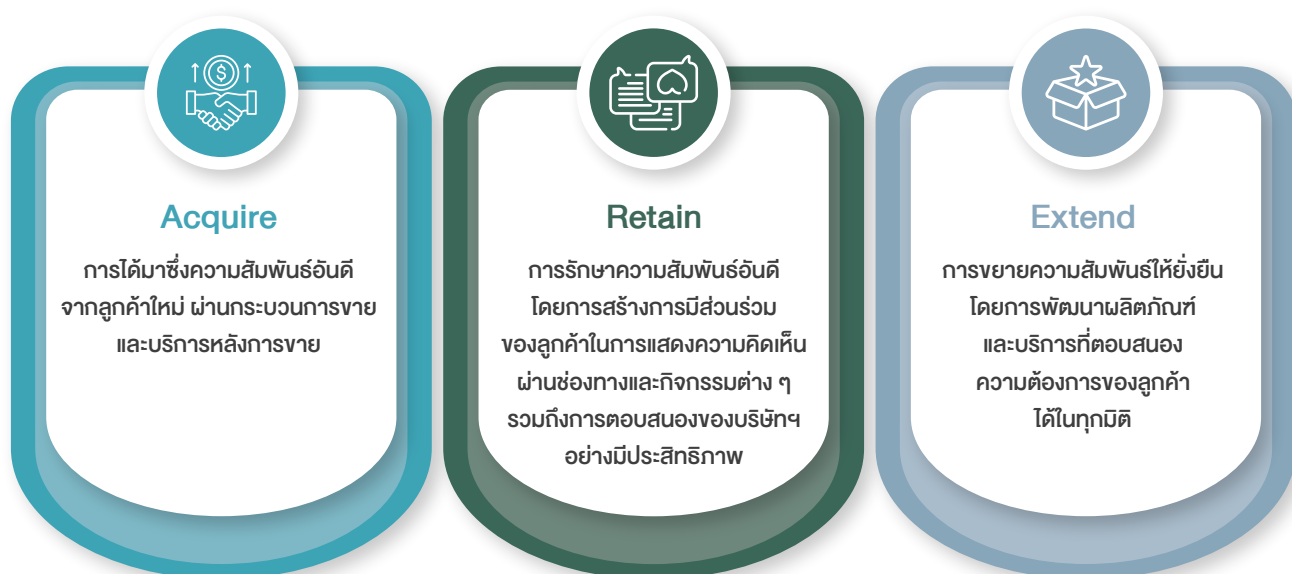 Acquire
การได้มาซึ่งความสัมพันธ์อันดี
จากลูกค้าใหม่ ผ่านกระบวนการขาย
และบริการหลังการขาย
Retain
การรักษาความสัมพันธ์อันดี
โดยการสร้างการมีส่วนร่วม
ของลูกค้าในการแสดงความคิดเห็น
ผ่านช่องทางและกิจกรรมต่าง ๆ
รวมถึงการตอบสนองของบริษัทฯ
อย่างมีประสิทธิภาพ
Extend
การขยายความสัมพันธ์ให้ยั่งยืน
โดยการพัฒนาผลิตภัณฑ์
และบริการที่ตอบสนอง
ความต้องการของลูกค้า
ได้ในทุกมิติ